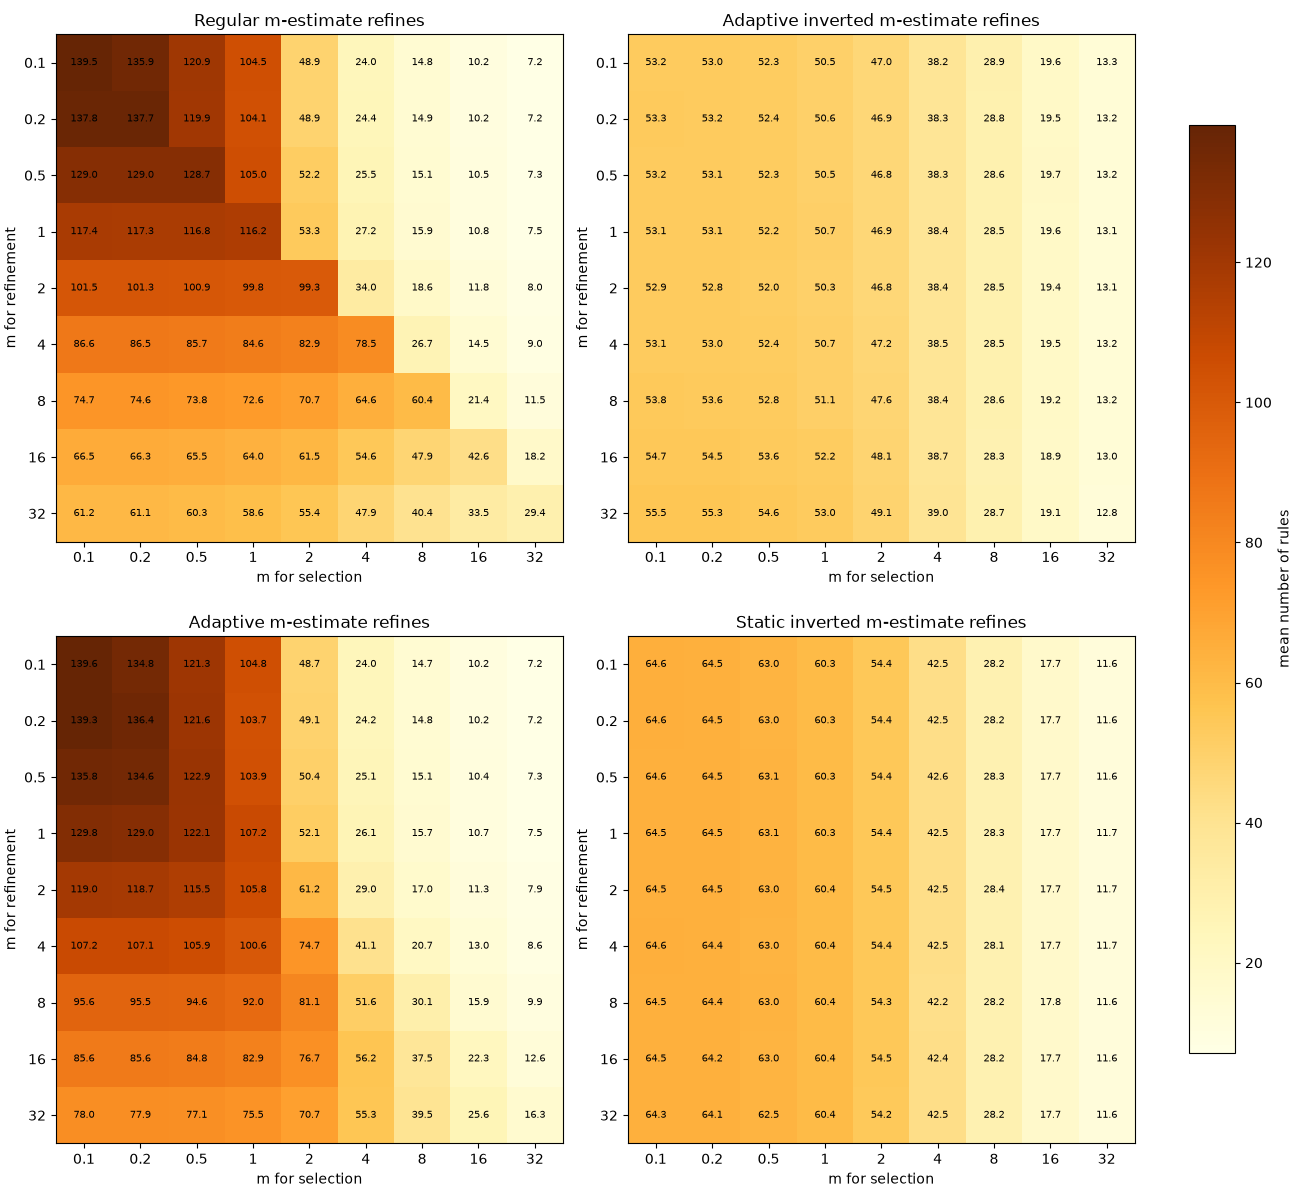 Regular m-estimate refines
0.1 139.5 135.9 120.9 104.5 48.9 24.0 14.8 10.2 7.2
0.2 137.8 137.7 119.9 104.1 48.9 24.4 14.9 10.2 7.2
0.5 129.0 129.0 128.7 105.0 52.2 25.5 15.1 10.5 7.3
1 117.4 117.3 116.8 116.2 53.3 27.2 15.9 10.8 7.5
2 101.5 101.3 100.9 99.8 99.3 34.0 18.6 11.8 8.0
4 86.6 86.5 85.7 84.6 82.9 78.5 26.7 14.5 9.0
8 74.7 74.6 73.8 72.6 70.7 64.6 60.4 21.4 11.5
16 66.5 66.3 65.5 64.0 61.5 54.6 47.9 42.6 18.2
32 61.2 61.1 60.3 58.6 55.4 47.9 40.4 33.5 29.4
0.1 0.2 0.5 1 2 4 8 16 32
m for selection
m for refinement
Adaptive inverted m-estimate refines
0.1 53.2 53.0 52.3 50.5 47.0 38.2 28.9 19.6 13.3
0.2 53.3 53.2 52.4 50.6 46.9 38.3 28.8 19.5 13.2
0.5 53.2 53.1 52.3 50.5 46.8 38.3 28.6 19.7 13.2
1 53.1 53.1 52.2 50.7 46.9 38.4 28.5 19.6 13.1
2 52.9 52.8 52.0 50.3 46.8 38.4 28.5 19.4 13.1
4 53.1 53.0 52.4 50.7 47.2 38.5 28.5 19.5 13.2
8 53.8 53.6 52.8 51.1 47.6 38.4 28.6 19.2 13.2
16 54.7 54.5 53.6 52.2 48.1 38.7 28.3 18.9 13.0
32 55.5 55.3 54.6 53.0 49.1 39.0 28.7 19.1 12.8
0.1 0.2 0.5 1 2 4 8 16 32
m for selection
m for refinement
Adaptive m-estimate refines
0.1 139.6 134.8 121.3 104.8 48.7 24.0 14.7 10.2 7.2
0.2 139.3 136.4 121.6 103.7 49.1 24.2 14.8 10.2 7.2
0.5 135.8 134.6 122.9 103.9 50.4 25.1 15.1 10.4 7.3
1 129.8 129.0 122.1 107.2 52.1 26.1 15.7 10.7 7.5
2 119.0 118.7 115.5 105.8 61.2 29.0 17.0 11.3 7.9
4 107.2 107.1 105.9 100.6 74.7 41.1 20.7 13.0 8.6
8 95.6 95.5 94.6 92.0 81.1 51.6 30.1 15.9 9.9
16 85.6 85.6 84.8 82.9 76.7 56.2 37.5 22.3 12.6
32 78.0 77.9 77.1 75.5 70.7 55.3 39.5 25.6 16.3
0.1 0.2 0.5 1 2 4 8 16 32
m for selection
m for refinement
Static inverted m-estimate refines
0.1 64.6 64.5 63.0 60.3 54.4 42.5 28.2 17.7 11.6
0.2 64.6 64.5 63.0 60.3 54.4 42.5 28.2 17.7 11.6
0.5 64.6 64.5 63.1 60.3 54.4 42.6 28.3 17.7 11.6
1 64.5 64.5 63.1 60.3 54.4 42.5 28.3 17.7 11.7
2 64.5 64.5 63.0 60.4 54.5 42.5 28.4 17.7 11.7
4 64.6 64.4 63.0 60.4 54.4 42.5 28.1 17.7 11.7
8 64.5 64.4 63.0 60.4 54.3 42.2 28.2 17.8 11.6
16 64.5 64.2 63.0 60.4 54.5 42.4 28.2 17.7 11.6
32 64.3 64.1 62.5 60.4 54.2 42.5 28.2 17.7 11.6
0.1 0.2 0.5 1 2 4 8 16 32
m for selection
m for refinement
120
100
80
60
40
20
mean number of rules